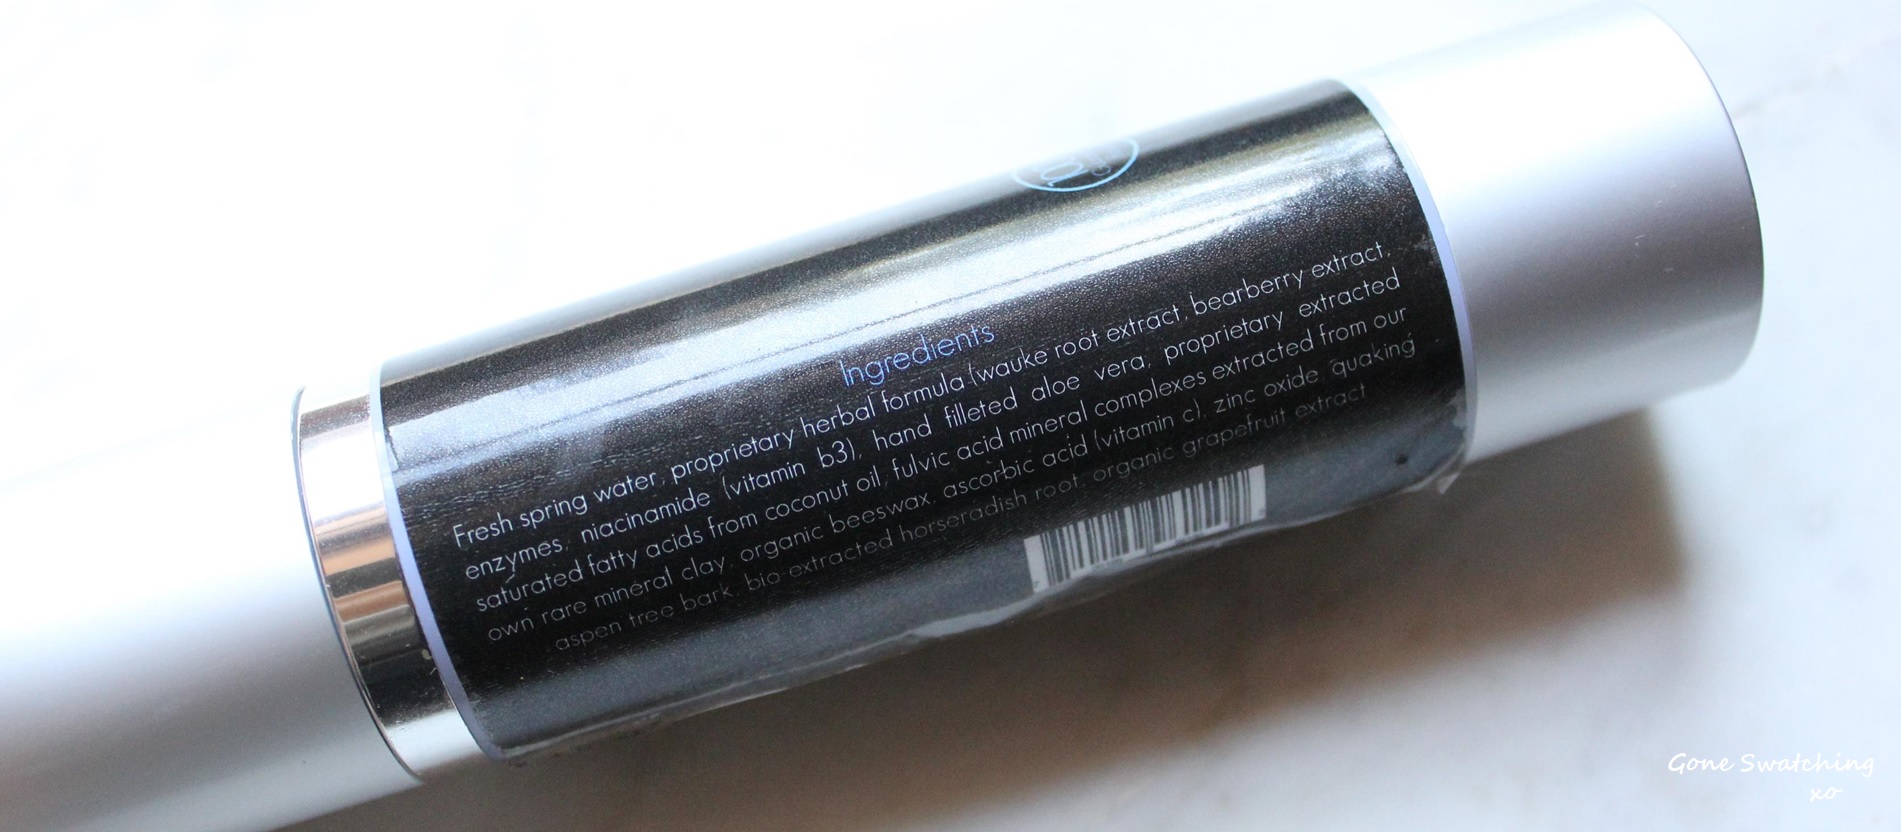 Ingredients
Fresh spring water, proprietary herbal formula (wauke root extract, bearberry extract,
enzymes, niacinamide (vitamin b3), hand filleted aloe vera, proprietary extracted
saturated fatty acids from coconut oil, fulvic acid mineral complexes extracted from our
own rare mineral clay, organic beeswax, ascorbic acid (vitamin c), zinc oxide, quaking
aspen tree bark, bio-extracted horseradish root, organic grapefruit extract
Gone Swatching
xo